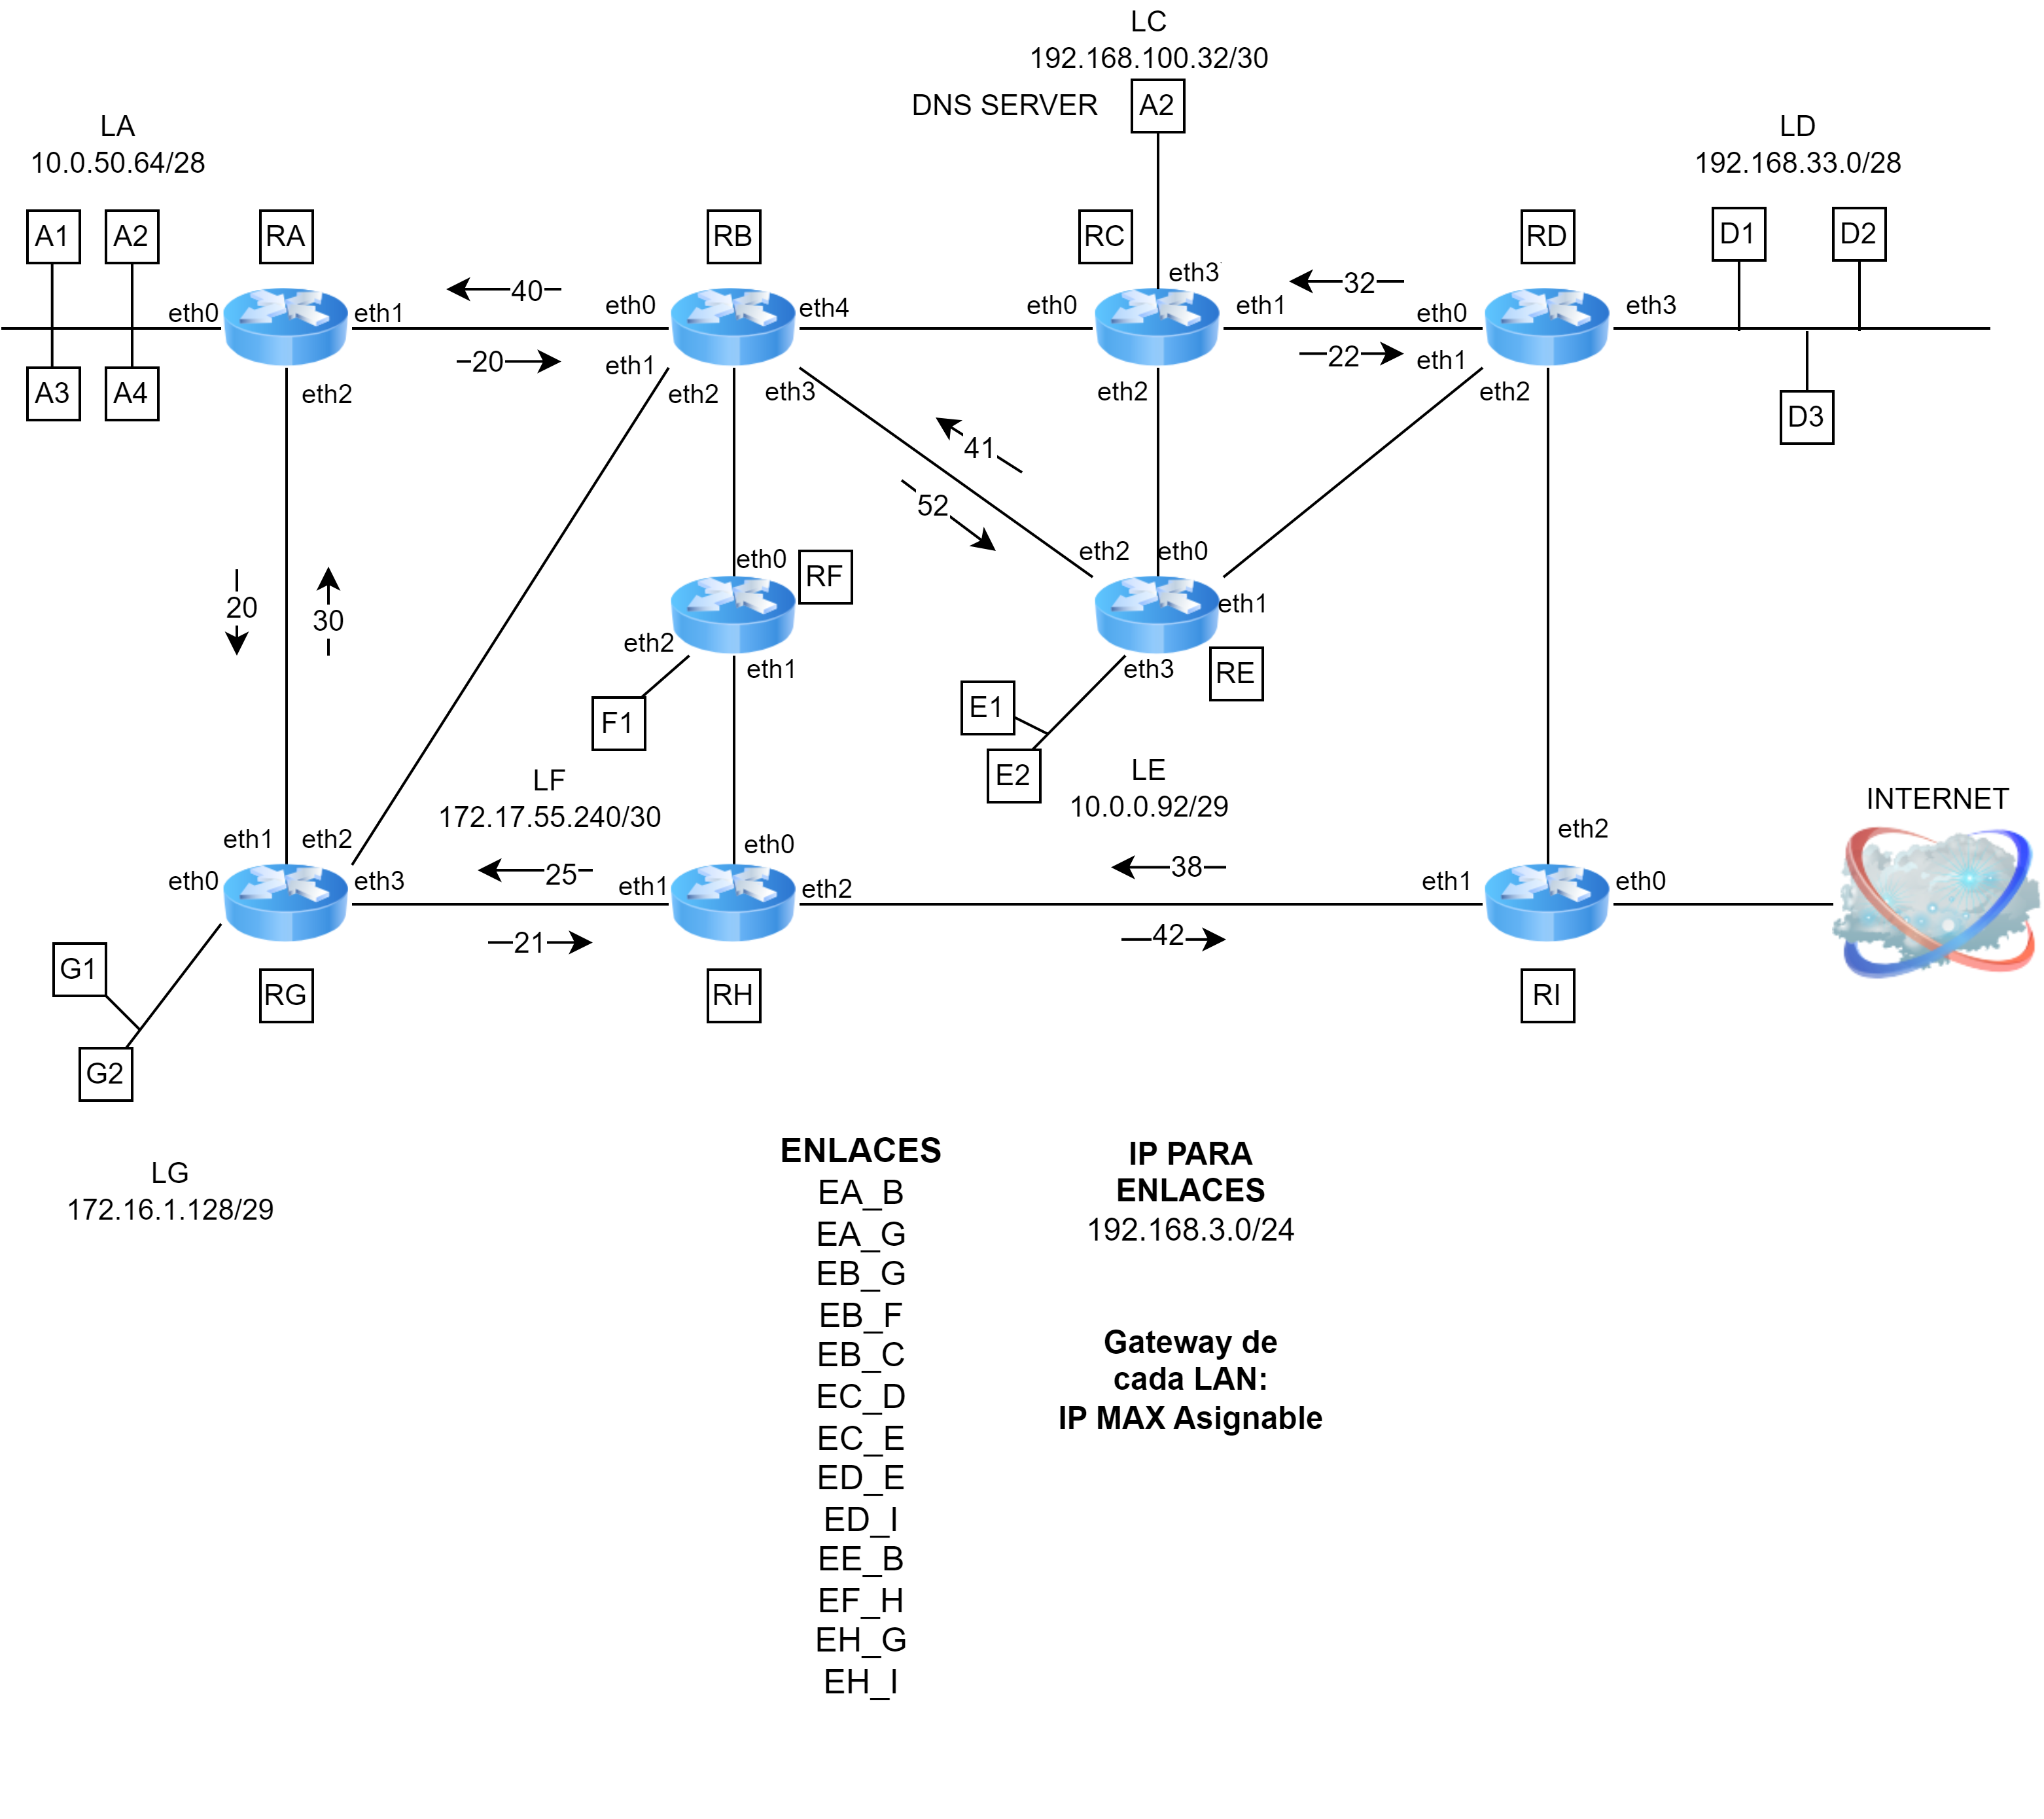 LC
192.168.100.32/30
DNS SERVER
A2
LA
10.0.50.64/28
LD
192.168.33.0/28
A1
A2
RA
RB
RC
RD
D1
D2
eth3
40
32
eth0
eth1
eth0
eth4
eth0
eth1
eth0
eth3
20
22
eth1
eth1
A3
A4
eth2
eth2
eth3
eth2
eth2
D3
41
52
eth0
RF
eth2
eth0
20
30
eth1
eth2
eth1
eth3
RE
F1
E1
E2
LF
172.17.55.240/30
LE
10.0.0.92/29
INTERNET
eth1
eth2
eth0
eth2
eth0
eth3
25
eth1
eth2
38
eth1
eth0
21
42
G1
RG
RH
RI
G2
LG
172.16.1.128/29
ENLACES
EA_B
EA_G
EB_G
EB_F
EB_C
EC_D
EC_E
ED_E
ED_I
EE_B
EF_H
EH_G
EH_I
IP PARA
ENLACES
192.168.3.0/24
Gateway de
cada LAN:
IP MAX Asignable